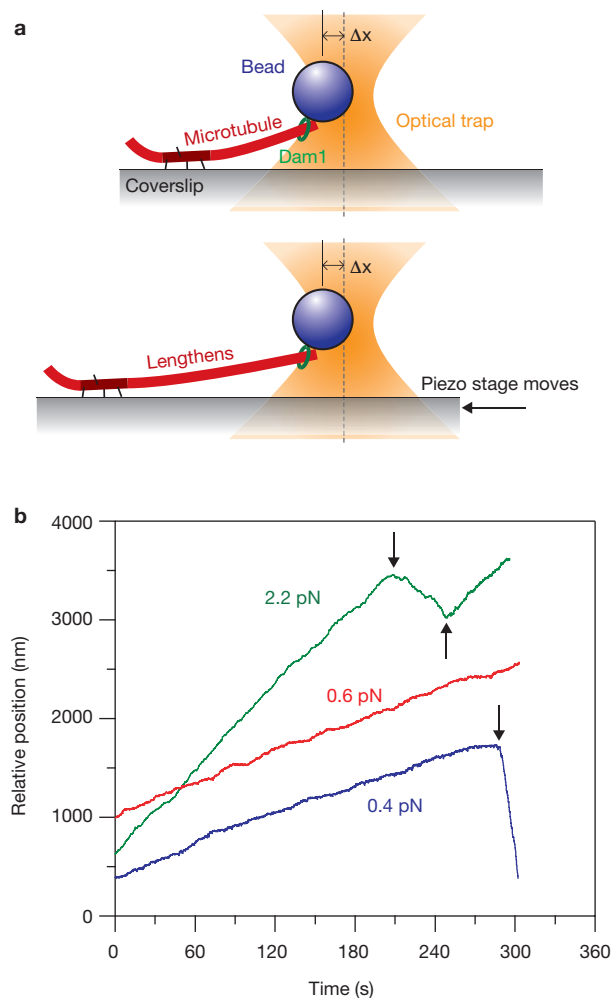 a
Δx
Bead
Microtubule
Optical trap
Dam1
Coverslip
Δx
Lengthens
Piezo stage moves
b
4000
3000
2000
1000
0
Relative position (nm)
2.2 pN
0.6 pN
0.4 pN
0 60 120 180 240 300 360
Time (s)